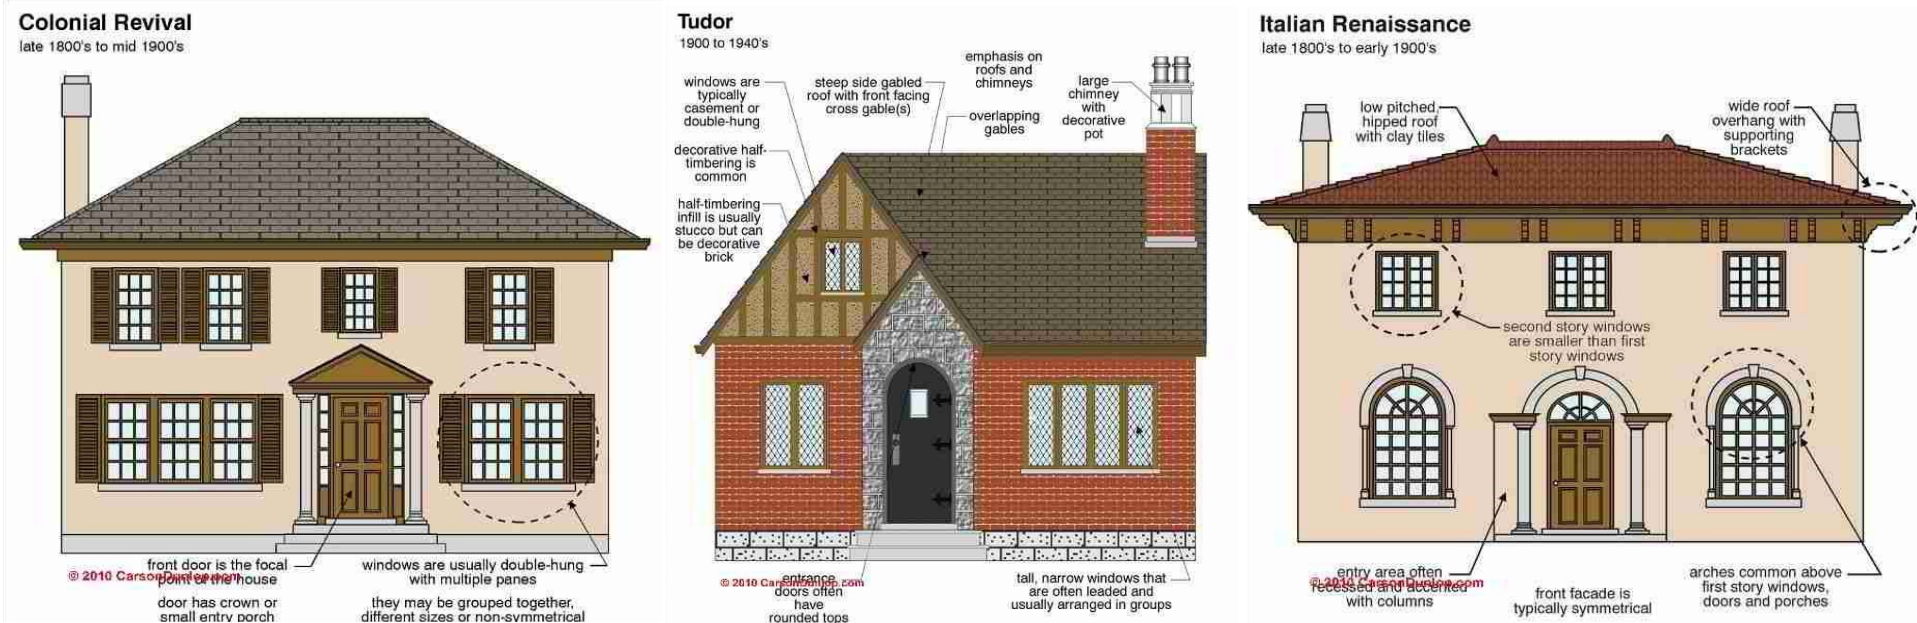 Colonial Revival
late 1800's to mid 1900's
front door is the focal
point of the house
door has crown or
small entry porch
windows are usually double-hung
with multiple panes
they may be grouped together,
different sizes or non-symmetrical
© 2010 CarsonDunlop.com
Tudor
1900 to 1940's
windows are
typically
casement or
double-hung
decorative half-
timbering is
common
half-timbering
infill is usually
stucco but can
be decorative
brick
steep side gabled
roof with front facing
cross gable(s)
emphasis on
roofs and
chimneys
overlapping
gables
large
chimney
with
decorative
pot
© 2010 CarsonDunlop.com
entrance
doors often
have
rounded tops
tall, narrow windows that
are often leaded and
usually arranged in groups
Italian Renaissance
late 1800's to early 1900's
low pitched
hipped roof
with clay tiles
wide roof
overhang with
supporting
brackets
second story windows
are smaller than first
story windows
entry area often
recessed and accented
with columns
© 2010 CarsonDunlop.com
front facade is
typically symmetrical
arches common above
first story windows,
doors and porches